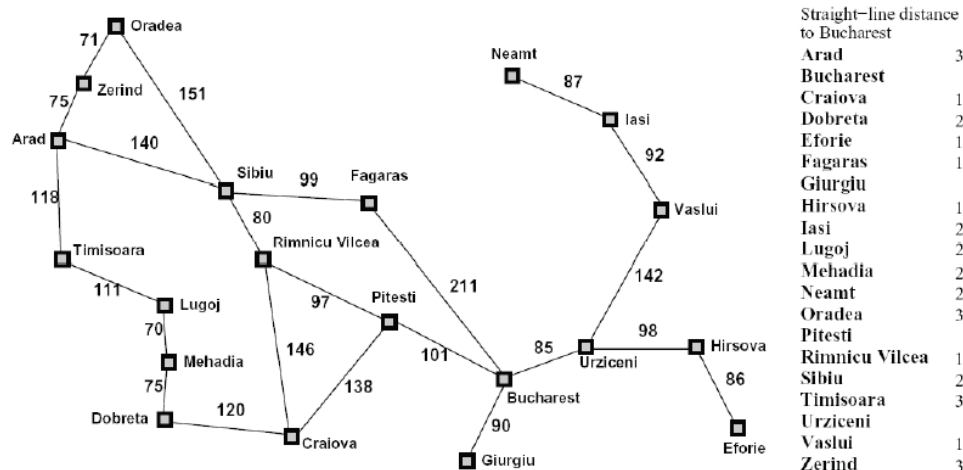 Oradea
71
Neamt
87
Zerind
151
75
Iasi
Arad
140
92
Sibiu
99
Fagaras
118
80
Vaslui
Rimnicu Vilcea
Timisoara
142
111
211
Lugoj
97
Pitesti
70
98
Hirsova
146
101
85
Mehadia
Urziceni
86
75
138
Bucharest
120
90
Dobreta
Craiova
Eforie
Giurgiu
Straight-line distance
to Bucharest
Arad 3
Bucharest
Craiova 1
Dobreta 2
Eforie 1
Fagaras 1
Giurgiu
Hirsova 1
Iasi 2
Lugoj 2
Mehadia 2
Neamt 2
Oradea 3
Pitesti
Rimnicu Vilcea 1
Sibiu 2
Timisoara 3
Urziceni
Vaslui 1
Zerind 3